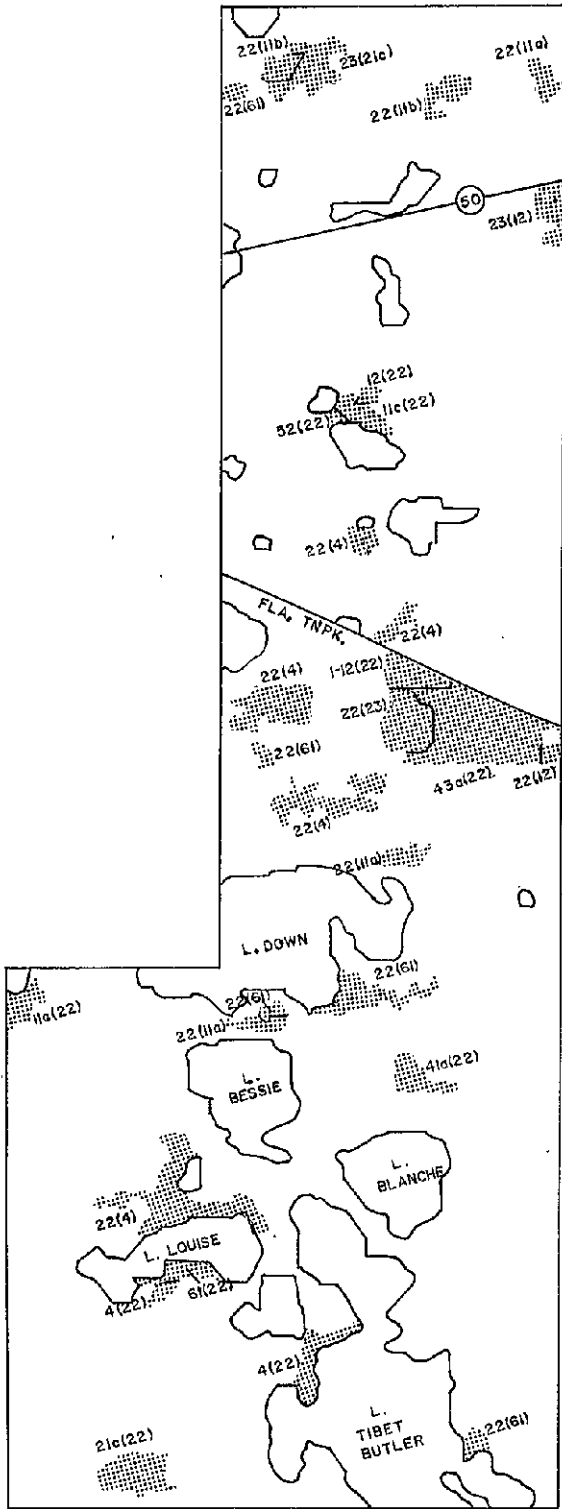 22(11b)
23(21c)
22(11a)
22(61)
22(11b)
50
23(12)
12(22)
11c(22)
52(22)
22(4)
FLA. TNPK.
22(4)
1-12(22)
22(4)
22(23)
22(61)
43a(22)
22(12)
22(4)
22(11a)
L. DOWN
22(61)
22(61)
11a(22)
22(11a)
L.
BESSIE
41a(22)
L.
BLANCHE
22(4)
L. LOUISE
4(22)
61(22)
4(22)
L.
TIBET
BUTLER
22(61)
21c(22)